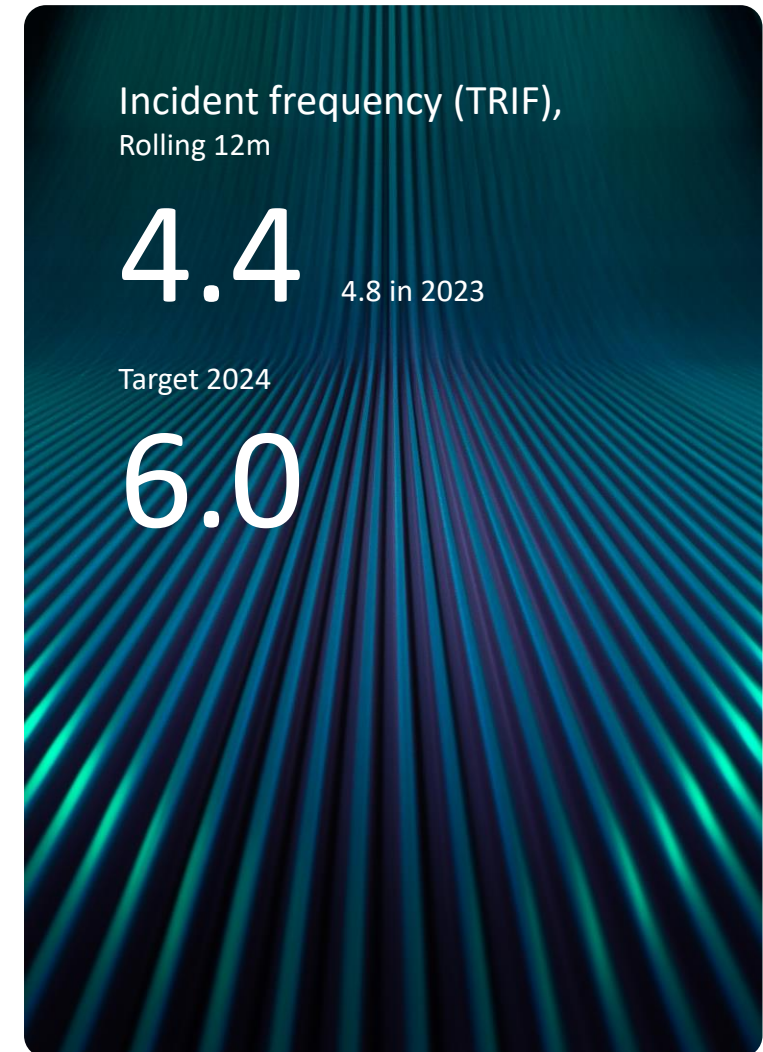 Incident frequency (TRIF),
Rolling 12m
4.4 4.8 in 2023
Target 2024
6.0